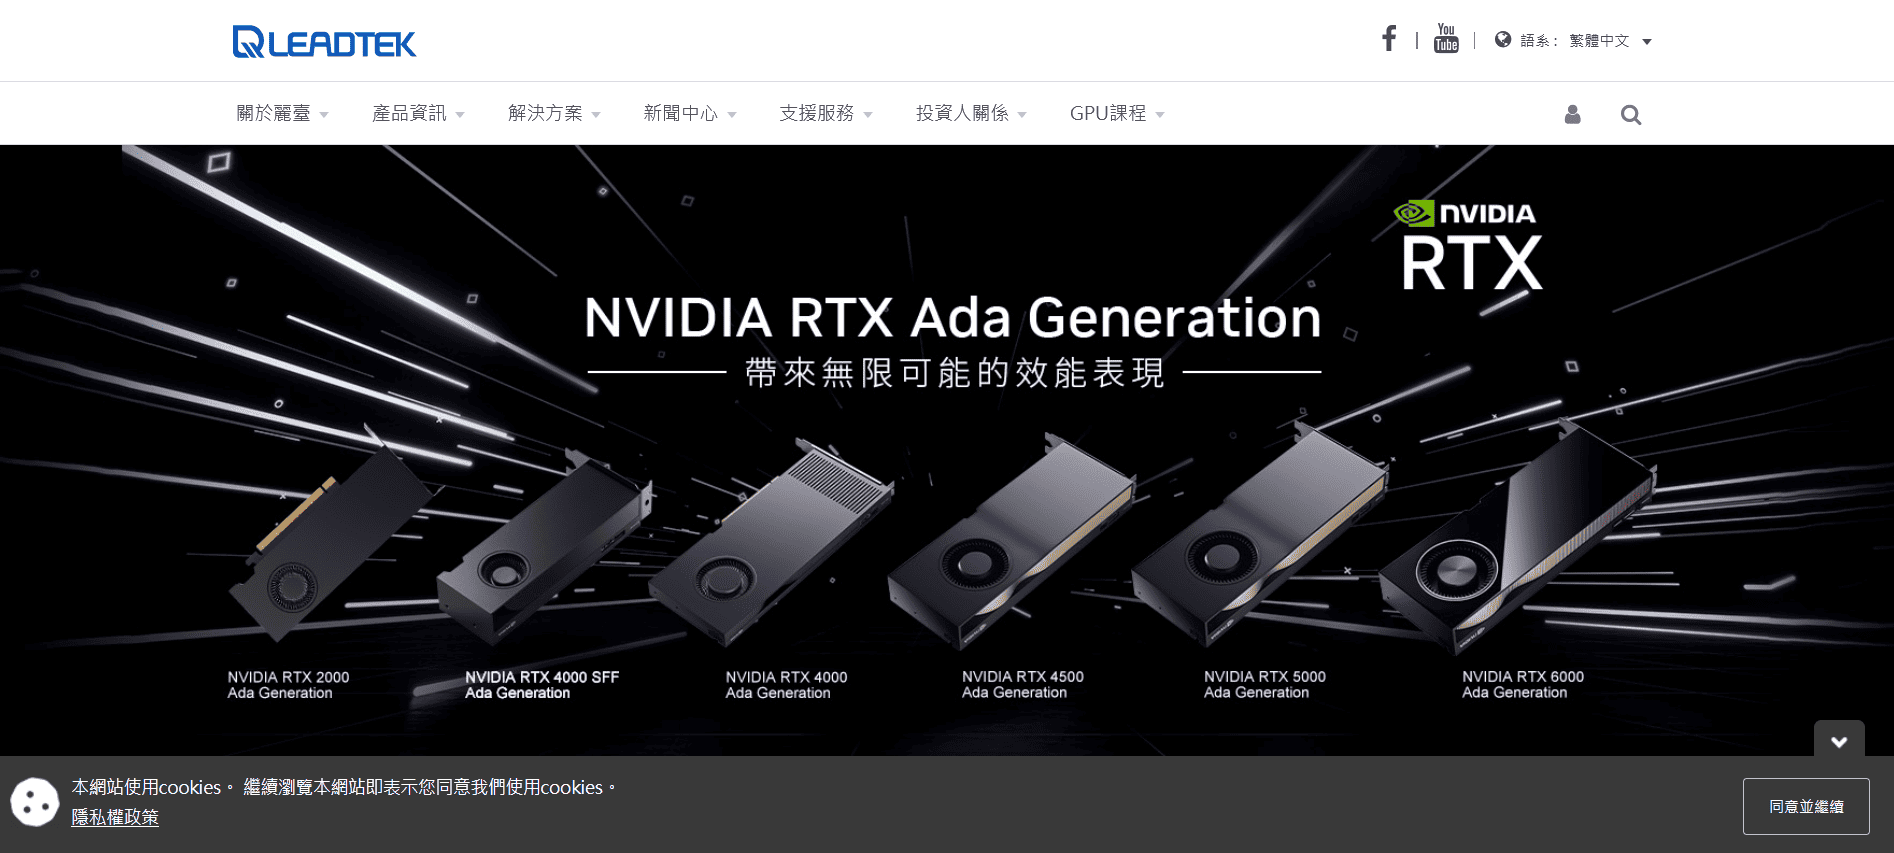 LEADTEK
You
Tube
語系： 繁體中文
關於麗臺 產品資訊 解決方案 新聞中心 支援服務 投資人關係 GPU課程
NVIDIA
RTX
NVIDIA RTX Ada Generation
帶來無限可能的效能表現
NVIDIA RTX 2000
Ada Generation
NVIDIA RTX 4000 SFF
Ada Generation
NVIDIA RTX 4000
Ada Generation
NVIDIA RTX 4500
Ada Generation
NVIDIA RTX 5000
Ada Generation
NVIDIA RTX 6000
Ada Generation
本網站使用cookies。 繼續瀏覽本網站即表示您同意我們使用cookies。
隱私權政策
同意並繼續